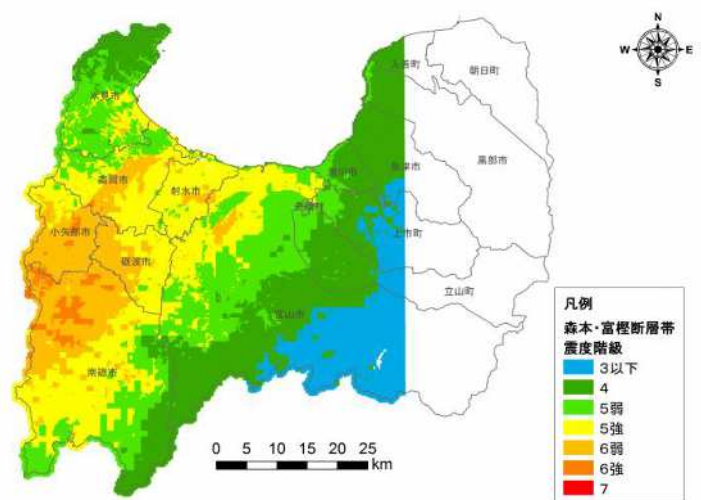 N
W E
S
入善町
朝日町
氷見市
黒部市
滑川市
魚津市
高岡市
射水市
舟橋村
小矢部市
上市町
砺波市
立山町
富山市
南砺市
凡例
森本・富樫断層帯
震度階級
3以下
4
5弱
5強
6弱
6強
7
0 5 10 15 20 25
km